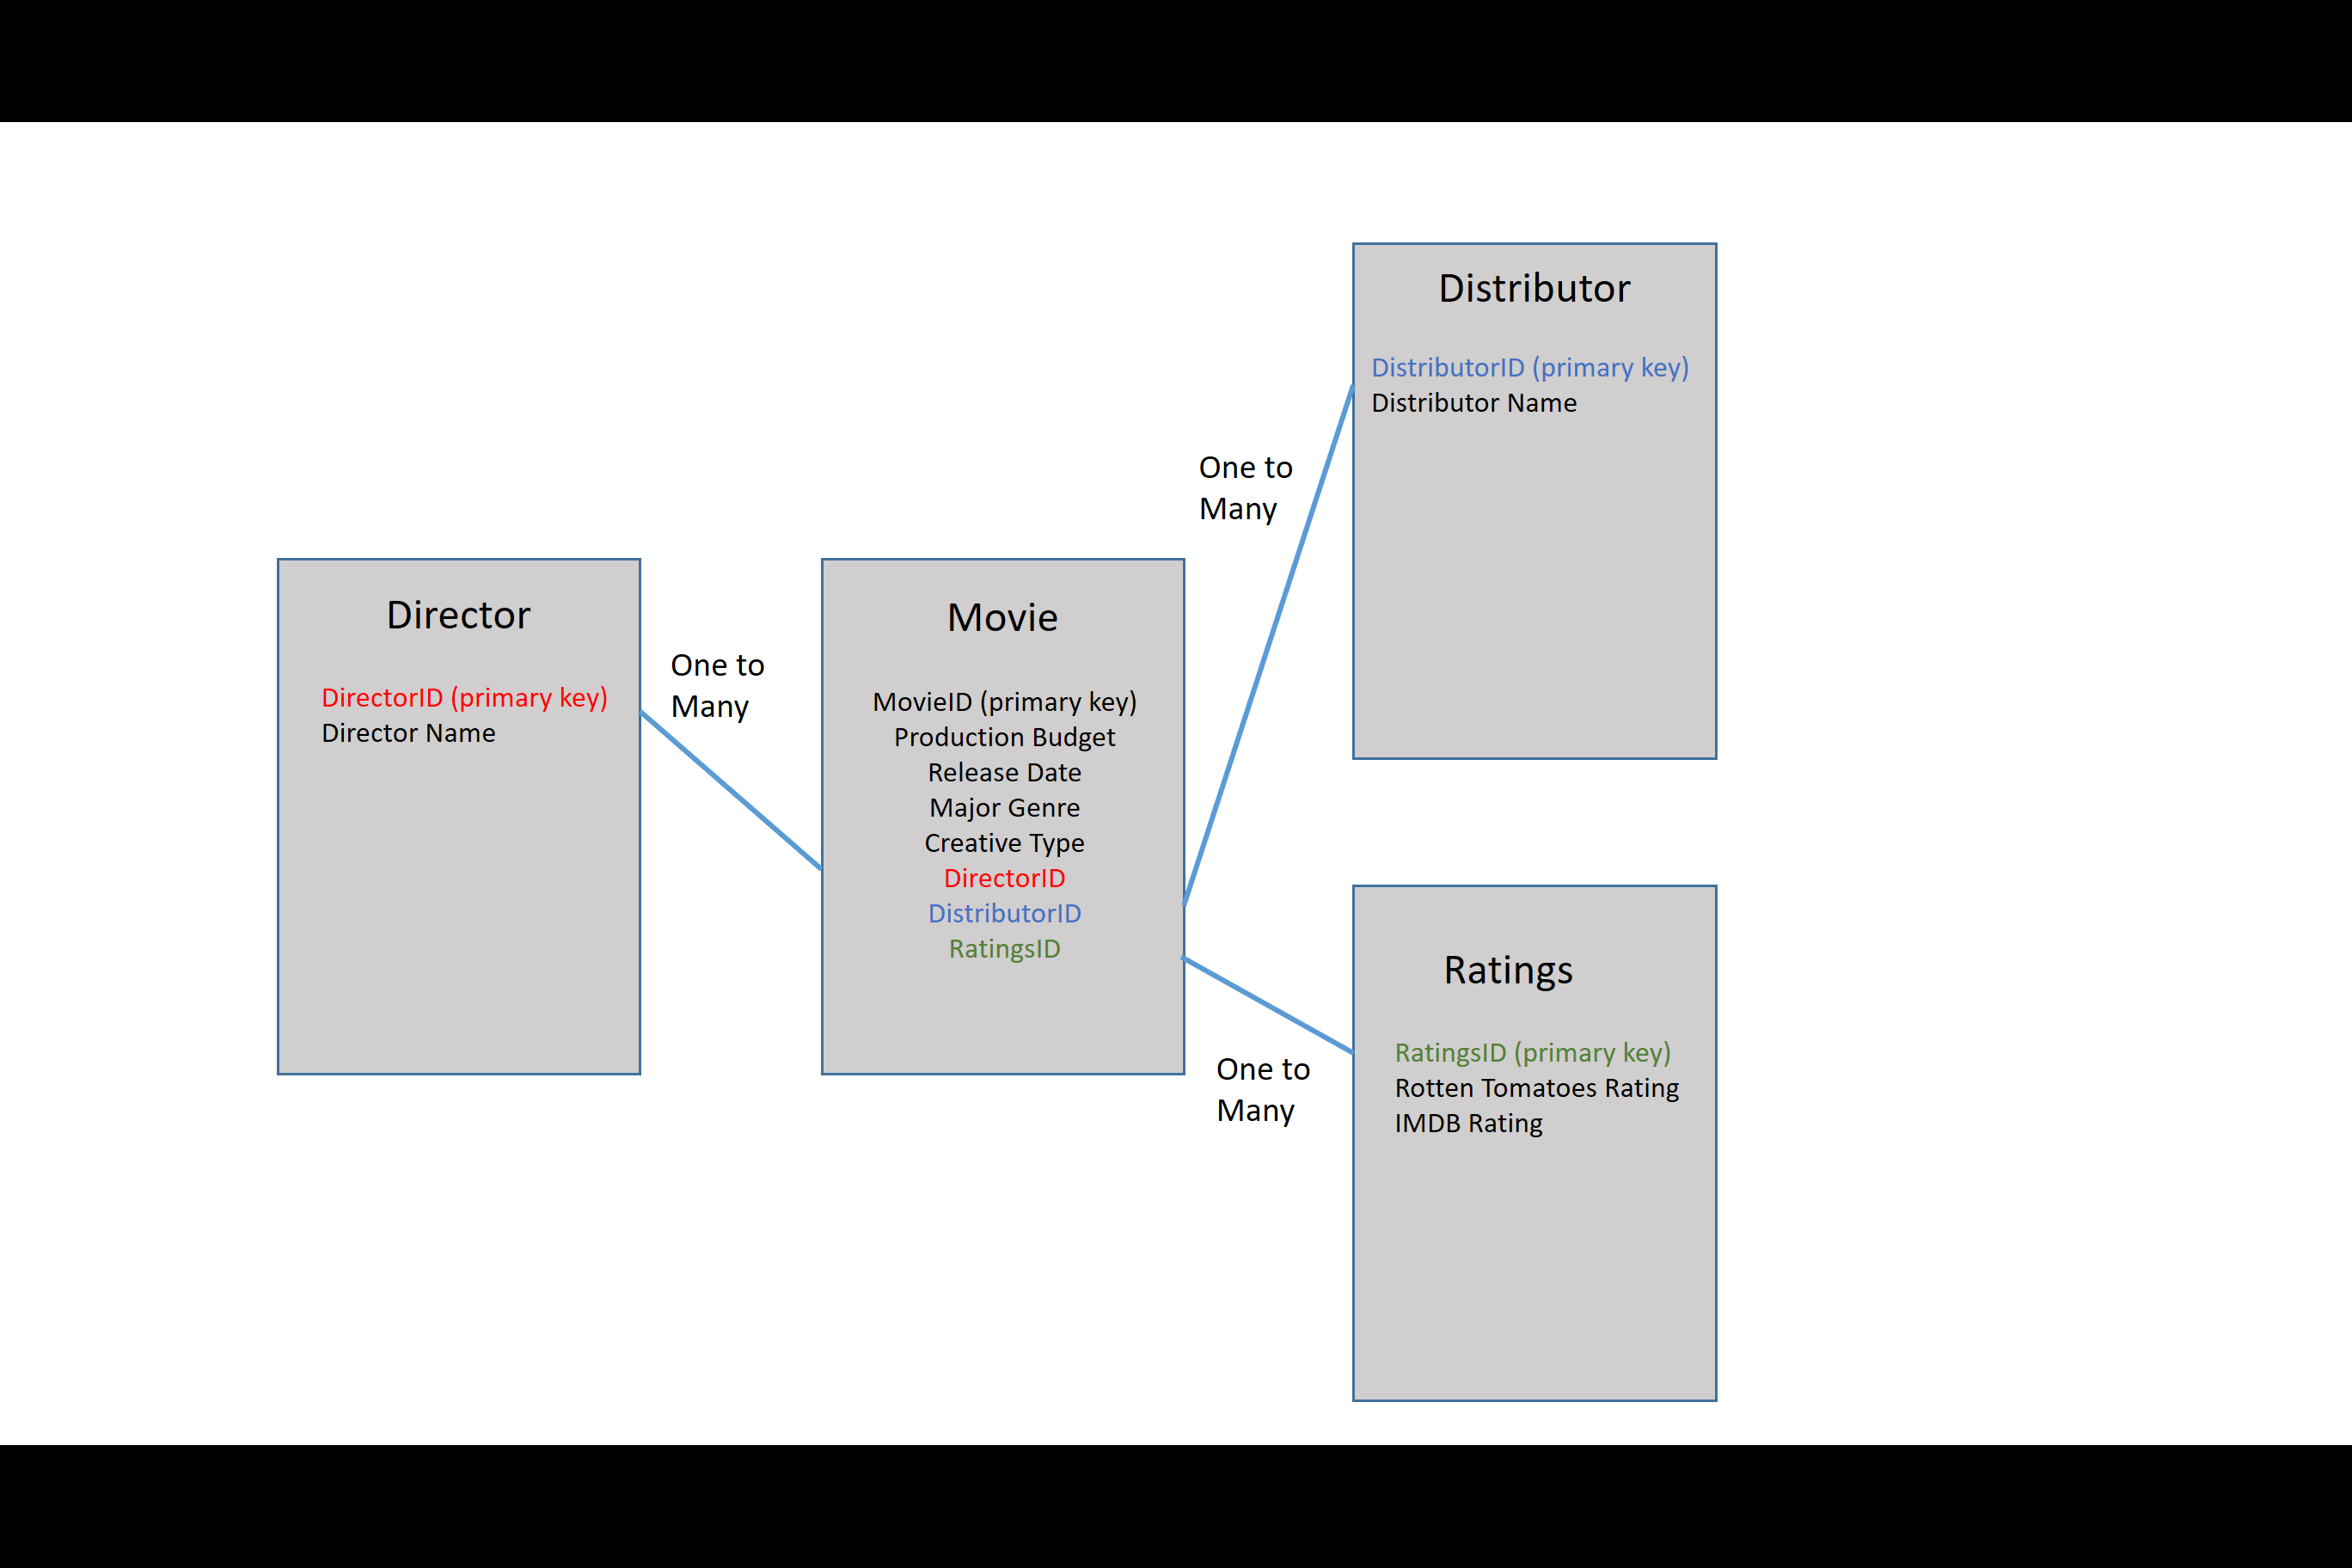 Distributor
DistributorID (primary key)
Distributor Name
One to
Many
Director
DirectorID (primary key)
Director Name
One to
Many
Movie
MovieID (primary key)
Production Budget
Release Date
Major Genre
Creative Type
DirectorID
DistributorID
RatingsID
One to
Many
Ratings
RatingsID (primary key)
Rotten Tomatoes Rating
IMDB Rating